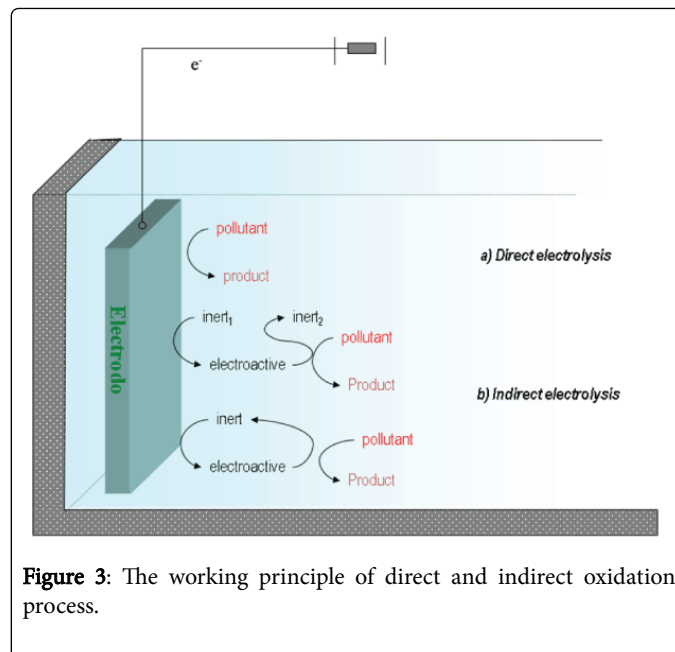 e-
pollutant
product
a) Direct electrolysis
Electrodo
inert1
inert2
pollutant
electroactive
Product
b) Indirect electrolysis
inert
pollutant
electroactive
Product
Figure 3: The working principle of direct and indirect oxidation
process.